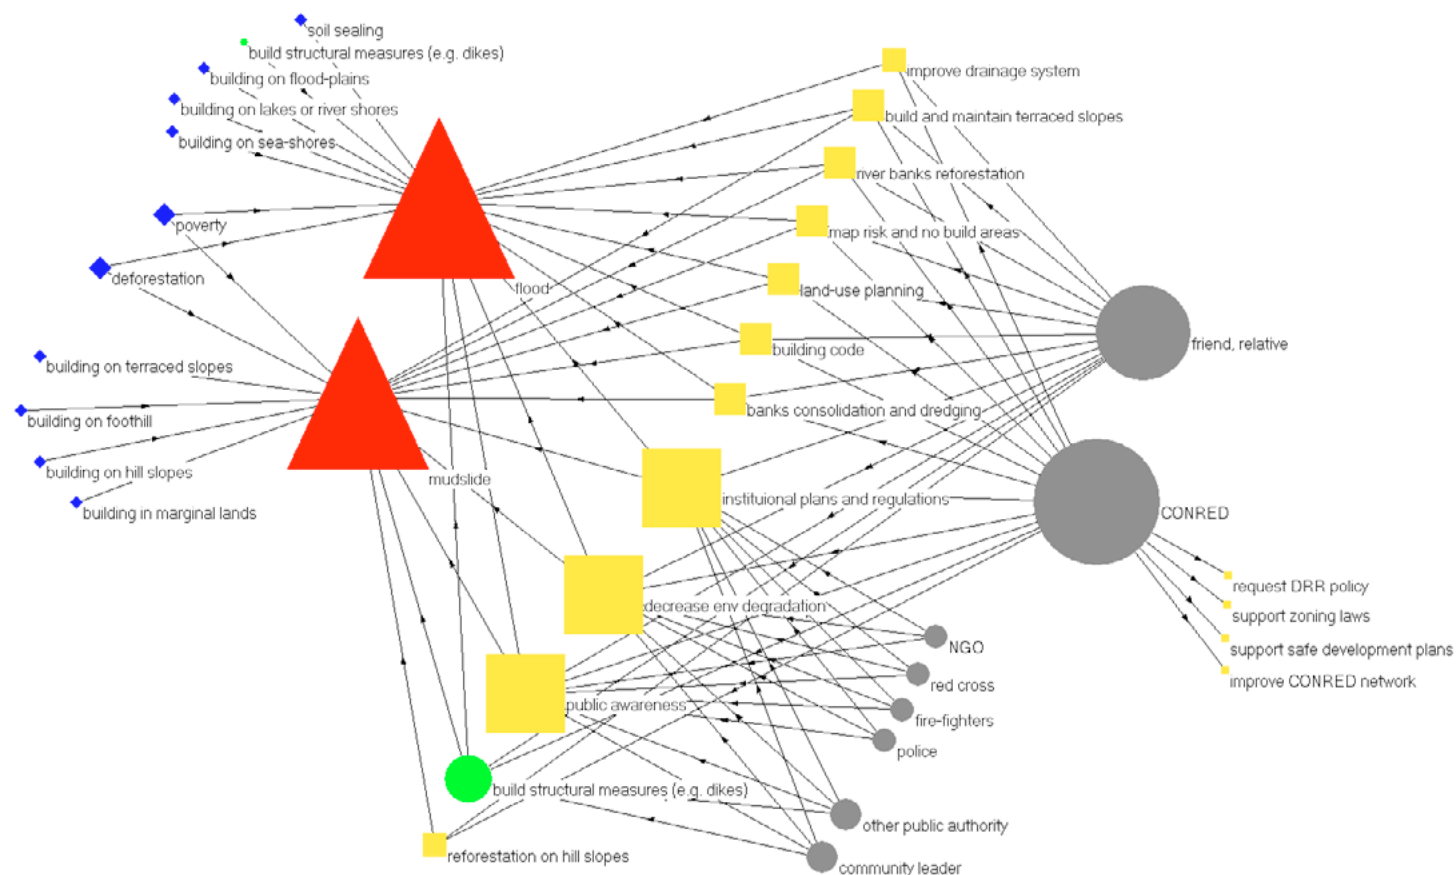 soil sealing
build structural measures (e.g. dikes)
building on flood-plains
building on lakes or river shores
building on sea-shores
poverty
deforestation
building on terraced slopes
building on foothill
building on hill slopes
building in marginal lands
flood
mudslide
improve drainage system
build and maintain terraced slopes
river banks reforestation
map risk and no build areas
land-use planning
building code
banks consolidation and dredging
instituional plans and regulations
decrease env degradation
public awareness
build structural measures (e.g. dikes)
reforestation on hill slopes
friend, relative
CONRED
request DRR policy
support zoning laws
support safe development plans
improve CONRED network
NGO
red cross
fire-fighters
police
other public authority
community leader